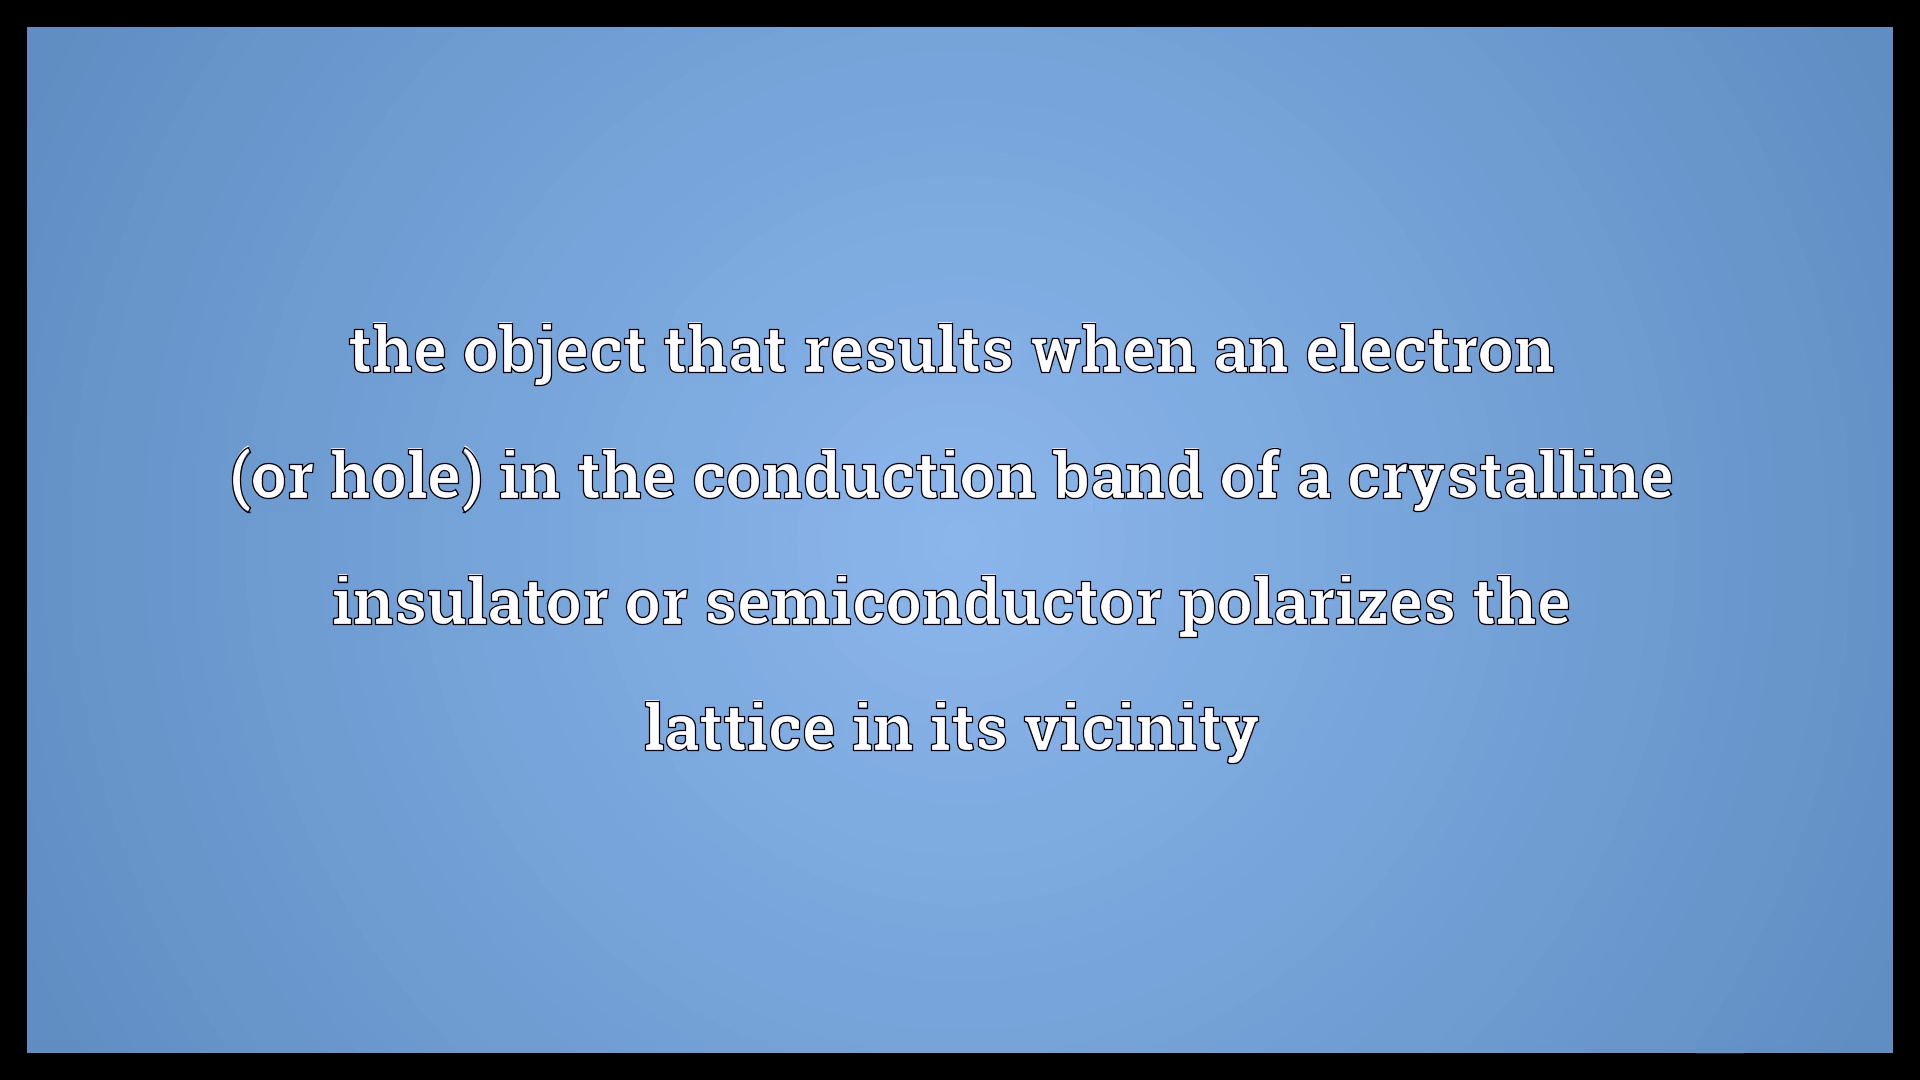 the object that results when an electron
(or hole) in the conduction band of a crystalline
insulator or semiconductor polarizes the
lattice in its vicinity